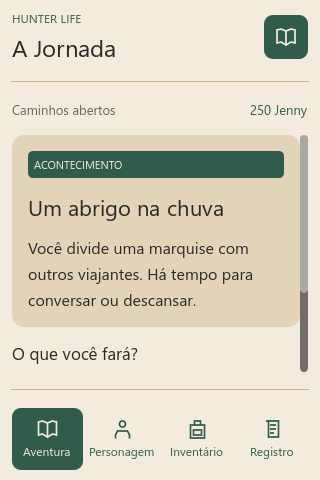 HUNTER LIFE
A Jornada
Caminhos abertos
250 Jenny
ACONTECIMENTO
Um abrigo na chuva
Você divide uma marquise com
outros viajantes. Há tempo para
conversar ou descansar.
O que você fará?
Aventura
Personagem
Inventário
Registro